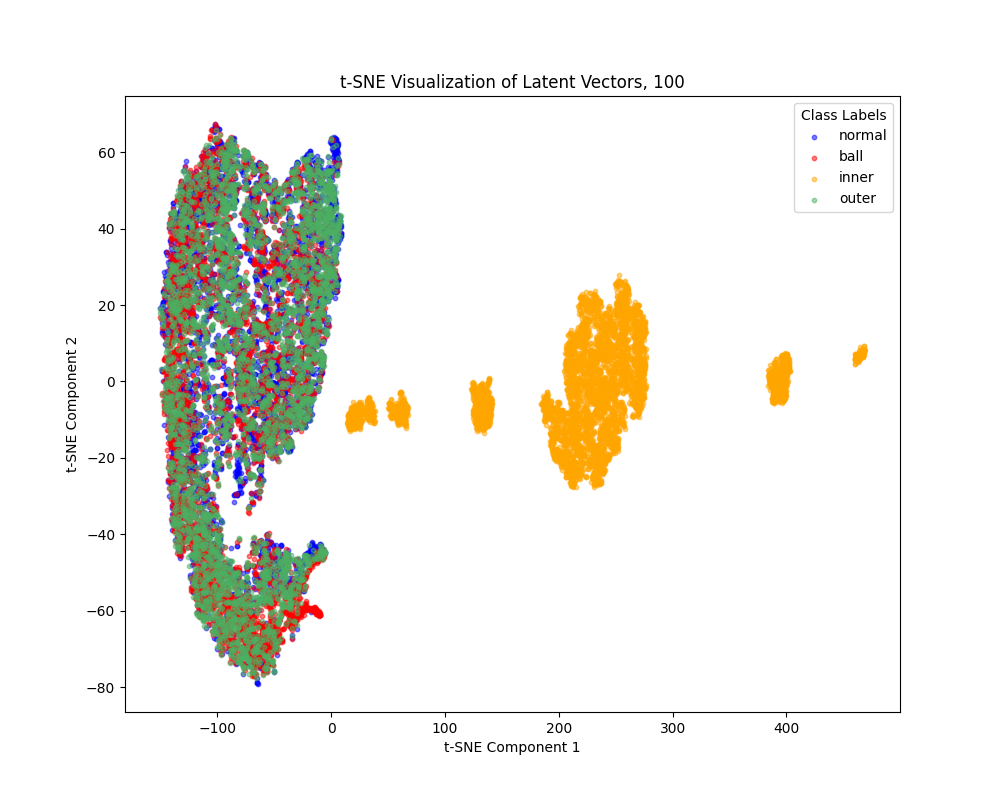 t-SNE Visualization of Latent Vectors, 100
Class Labels
normal
ball
inner
outer
60
40
20
0
−20
−40
−60
−80
t-SNE Component 2
−100
0
100
200
300
400
t-SNE Component 1